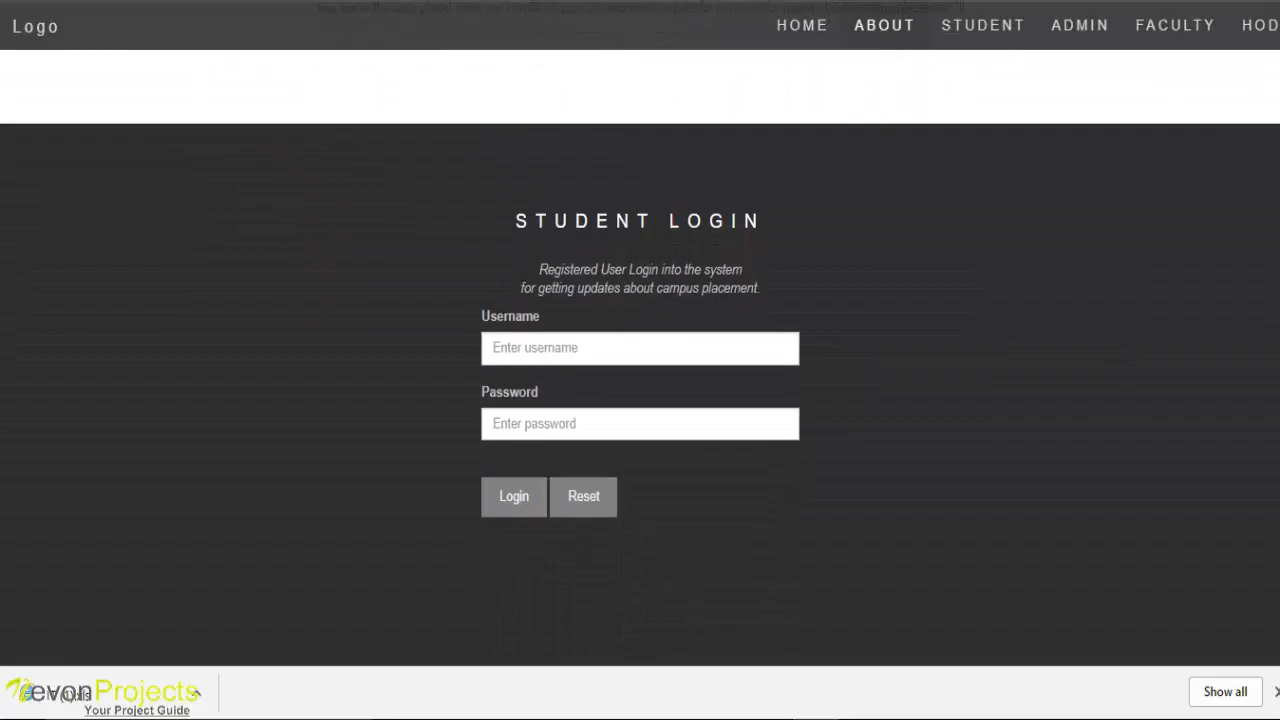 Logo
HOME ABOUT STUDENT ADMIN FACULTY HOD
STUDENT LOGIN
Registered User Login into the system
for getting updates about campus placement.
Username
Enter username
Password
Enter password
Login Reset
evonProjects
Your Project Guide
Show all